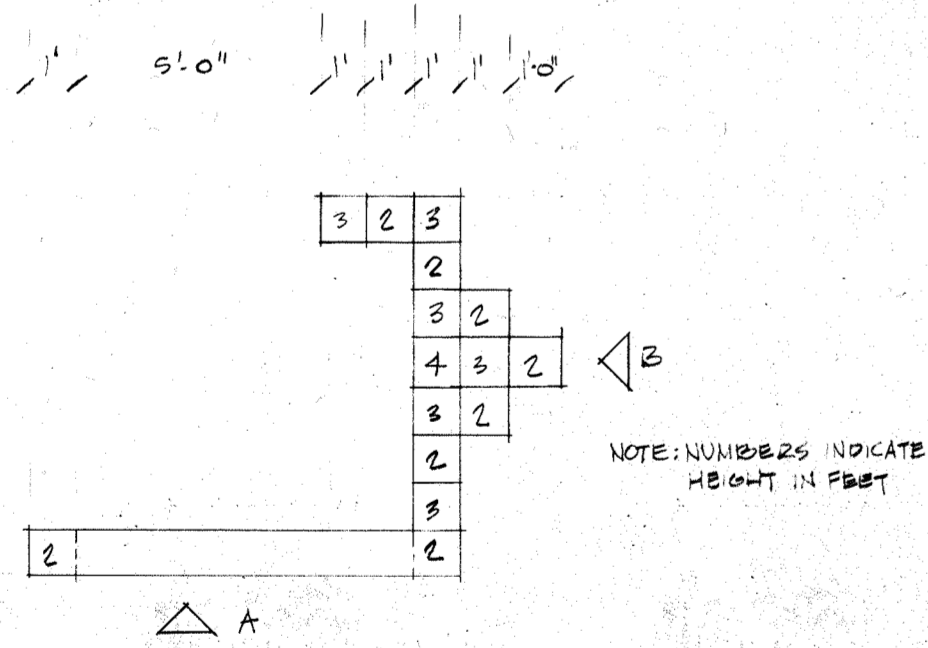 1' 5'-0" 1' 1' 1' 1' 1'-0"
3 2 3
2
3 2
4 3 2
B
3 2
2
NOTE: NUMBERS INDICATE
HEIGHT IN FEET
3
2 2
A